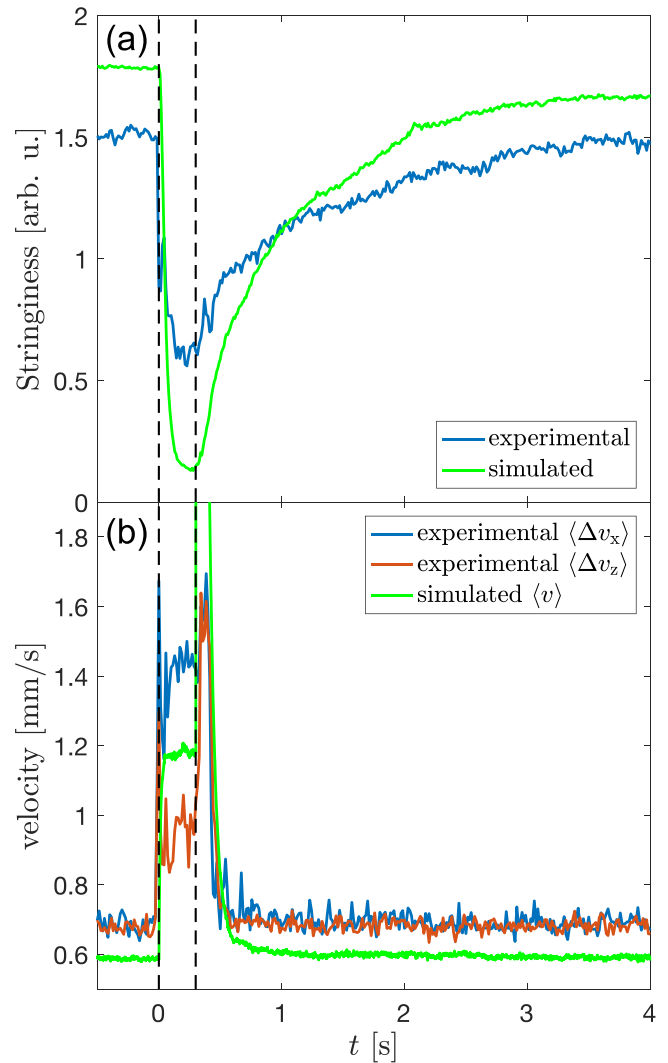 (a)
2
1.5
1
0.5
0
Stringiness [arb. u.]
experimental
simulated
(b)
1.8
1.6
1.4
1.2
1
0.8
0.6
velocity [mm/s]
experimental ⟨Δvₓ⟩
experimental ⟨Δv_z⟩
simulated ⟨v⟩
0 1 2 3 4
t [s]